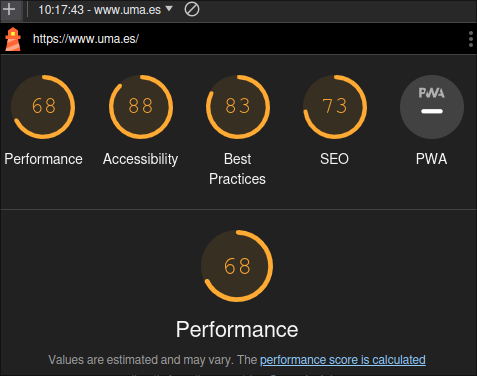 10:17:43 - www.uma.es
https://www.uma.es/
68 88 83 73 PWA
Performance Accessibility Best Practices SEO PWA
68
Performance
Values are estimated and may vary. The performance score is calculated